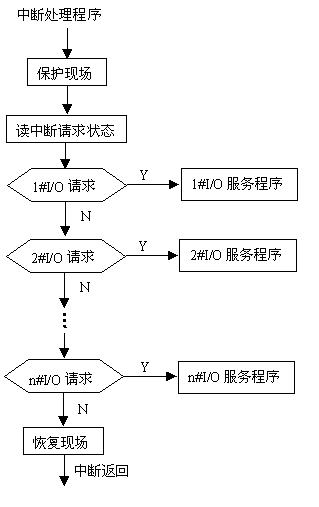 中断处理程序
保护现场
读中断请求状态
1#I/O 请求
Y
1#I/O 服务程序
N
2#I/O 请求
Y
2#I/O 服务程序
N
n#I/O 请求
Y
n#I/O 服务程序
N
恢复现场
中断返回